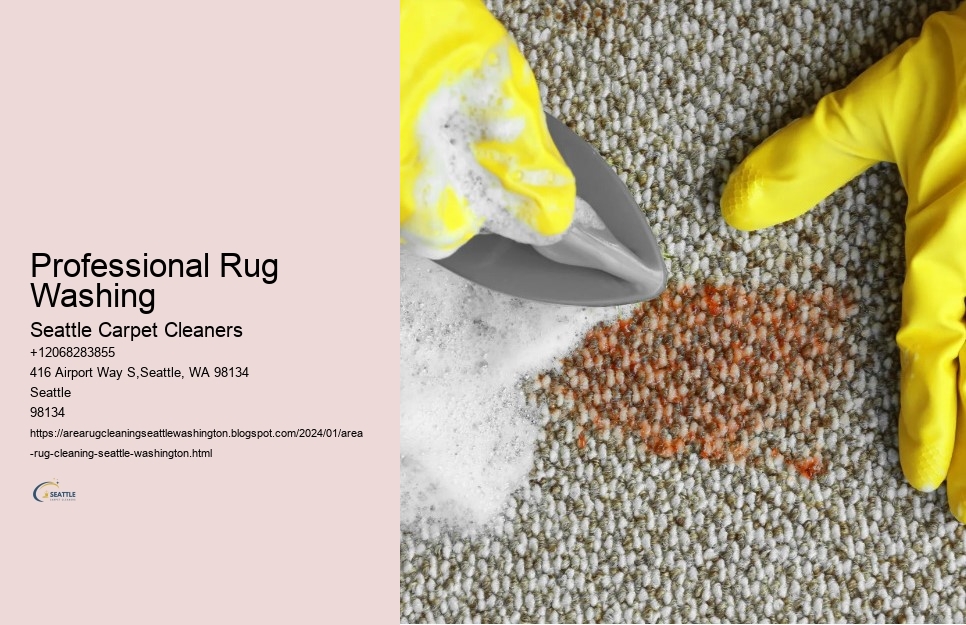 Professional Rug
Washing
Seattle Carpet Cleaners
+12068283855
416 Airport Way S,Seattle, WA 98134
Seattle
98134
https://arearugcleaningseattlewashington.blogspot.com/2024/01/area
-rug-cleaning-seattle-washington.html
SEATTLE